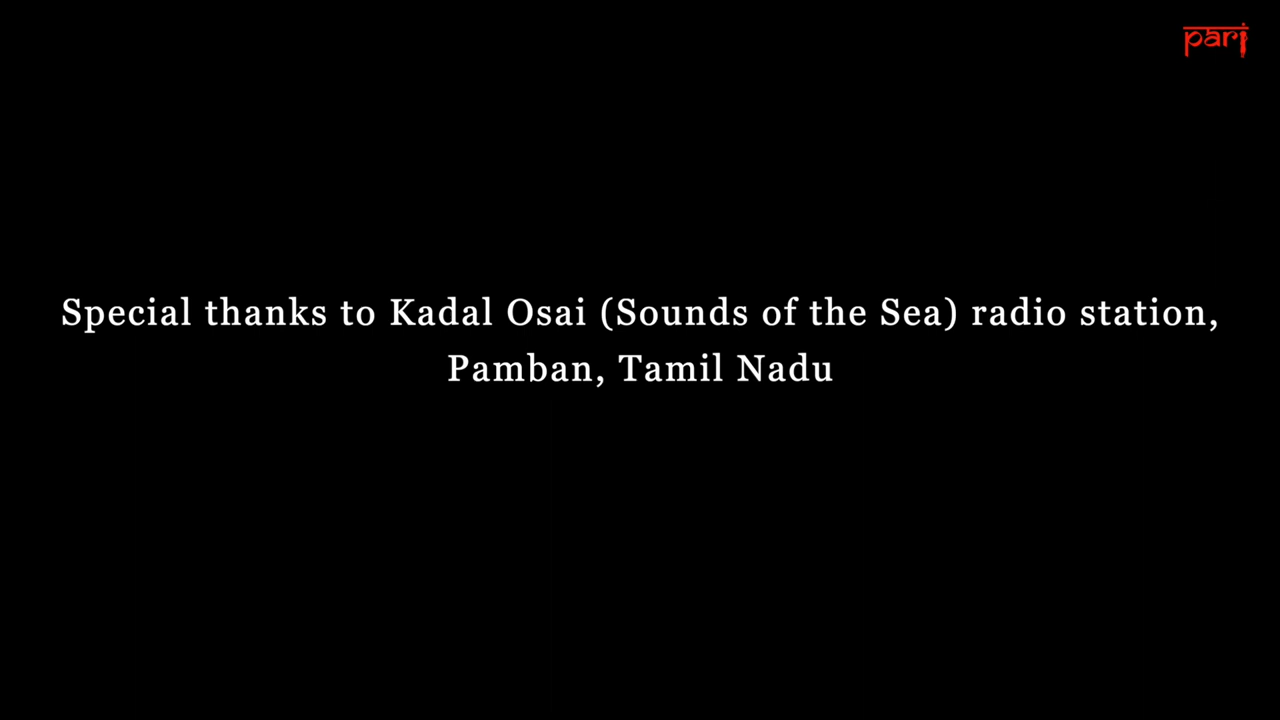 pari
Special thanks to Kadal Osai (Sounds of the Sea) radio station,
Pamban, Tamil Nadu